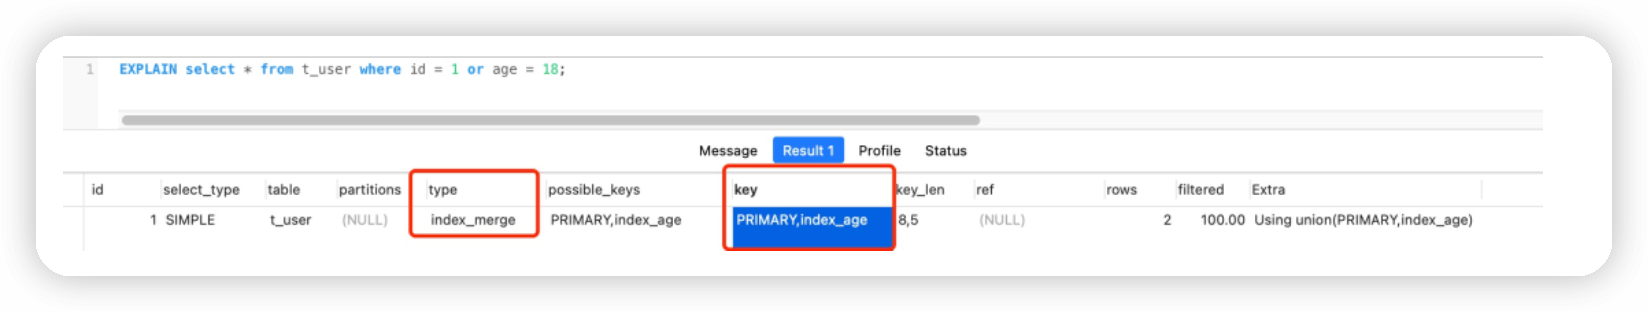 1 EXPLAIN select * from t_user where id = 1 or age = 18;
Message Result 1 Profile Status
id select_type table partitions type possible_keys key key_len ref rows filtered Extra
1 SIMPLE t_user (NULL) index_merge PRIMARY,index_age PRIMARY,index_age 8,5 (NULL) 2 100.00 Using union(PRIMARY,index_age)